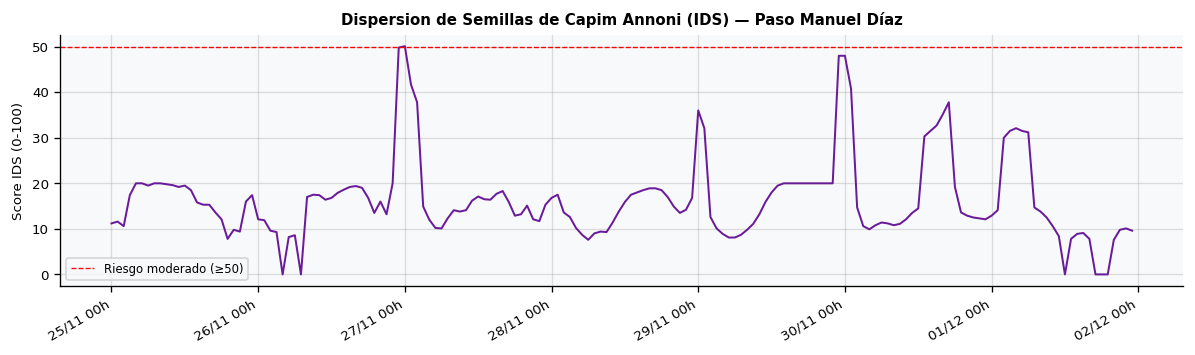 Dispersion de Semillas de Capim Annoni (IDS) — Paso Manuel Díaz
Score IDS (0-100)
50
40
30
20
10
0
Riesgo moderado (≥50)
25/11 00h
26/11 00h
27/11 00h
28/11 00h
29/11 00h
30/11 00h
01/12 00h
02/12 00h